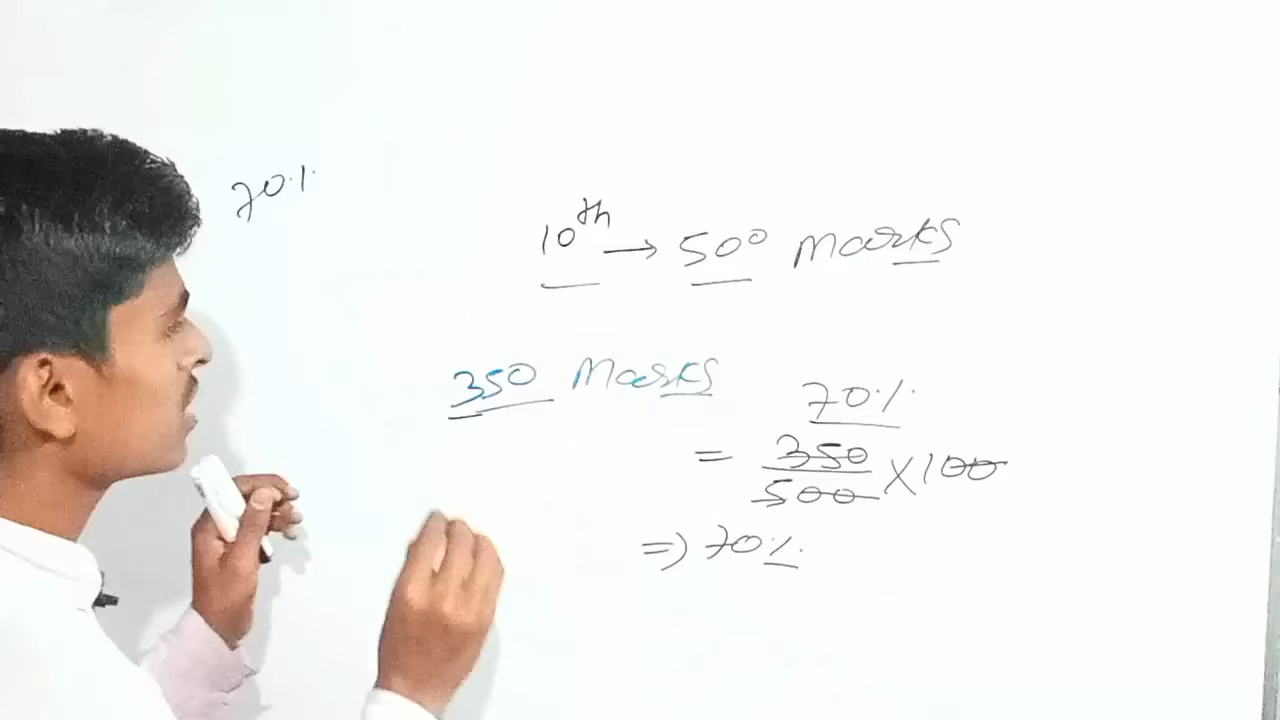 70%
10th → 500 Marks
350 Marks
70%
= 350/500 × 100
=> 70%